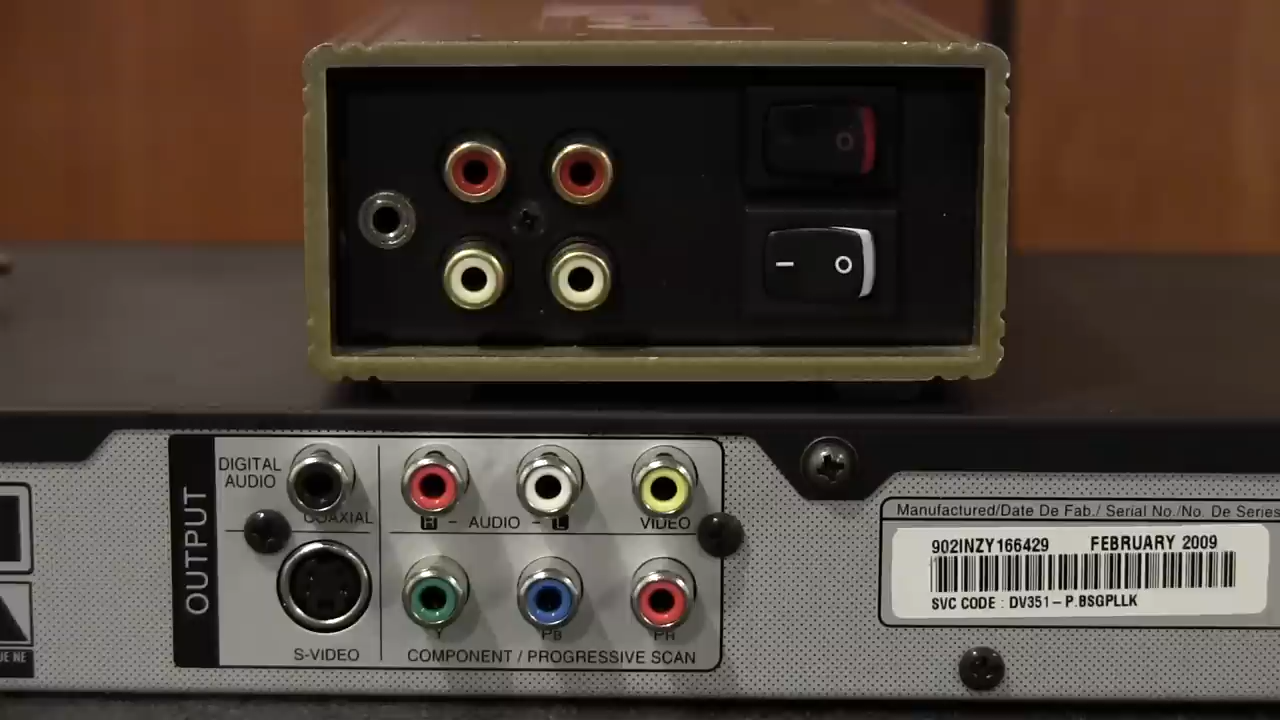 OUTPUT
DIGITAL
AUDIO
COAXIAL
R - AUDIO - L
VIDEO
S-VIDEO
Y
PB
PR
COMPONENT / PROGRESSIVE SCAN
Manufactured/Date De Fab./ Serial No./No. De Series
902INZY166429 FEBRUARY 2009
SVC CODE : DV351-P.BSGPLLK